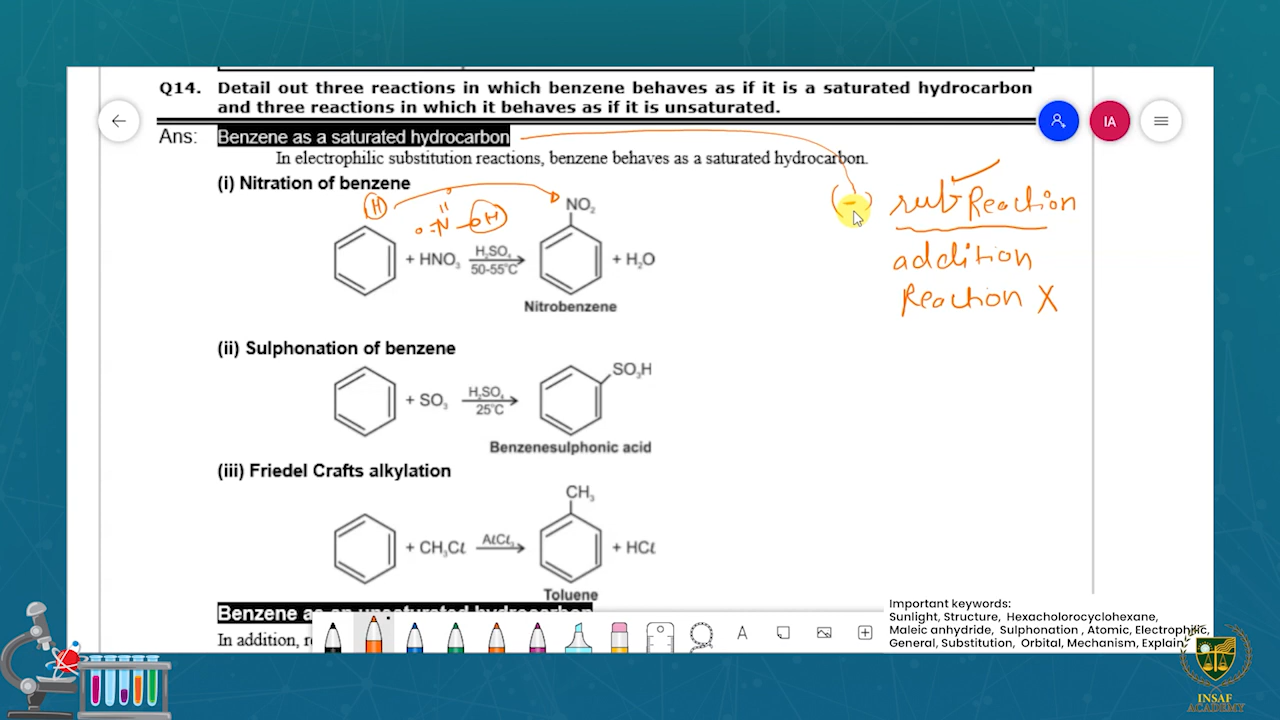 Q14. Detail out three reactions in which benzene behaves as if it is a saturated hydrocarbon
and three reactions in which it behaves as if it is unsaturated.
Ans: Benzene as a saturated hydrocarbon
In electrophilic substitution reactions, benzene behaves as a saturated hydrocarbon.
IA
(i) Nitration of benzene
H
N
OH
NO₂
(-)
sub Reaction
addition
Reaction X
+ HNO₃ H₂SO₄ 50-55°C + H₂O
Nitrobenzene
(ii) Sulphonation of benzene
SO₃H
+ SO₃ H₂SO₄ 25°C
Benzenesulphonic acid
(iii) Friedel Crafts alkylation
CH₃
+ CH₃Cℓ AℓCℓ₃ + HCℓ
Toluene
Benzene as an unsaturated hydrocarbon
In addition,
A
Important keywords:
Sunlight, Structure, Hexacholorocyclohexane,
Maleic anhydride, Sulphonation , Atomic, Electrophilic,
General, Substitution, Orbital, Mechanism, Explain
INSAF
ACADEMY